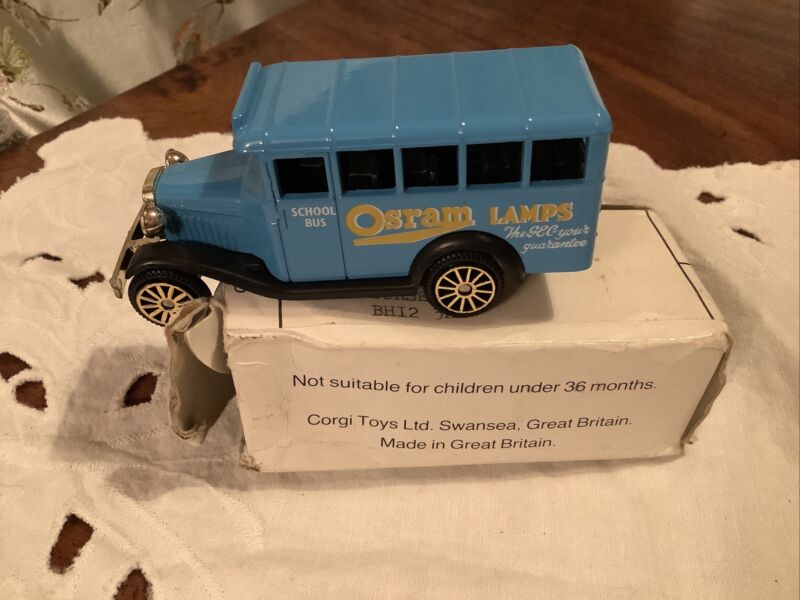 SCHOOL
BUS
Osram LAMPS
The GEC-your
guarantee
BH12
Not suitable for children under 36 months.
Corgi Toys Ltd. Swansea, Great Britain.
Made in Great Britain.